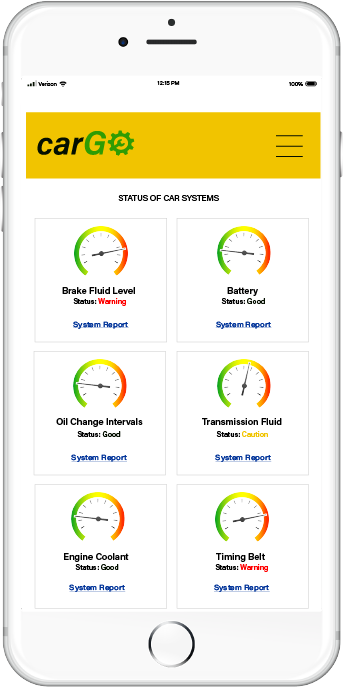 Verizon
12:15 PM
100%
carGo
STATUS OF CAR SYSTEMS
Brake Fluid Level
Status: Warning
System Report
Battery
Status: Good
System Report
Oil Change Intervals
Status: Good
System Report
Transmission Fluid
Status: Caution
System Report
Engine Coolant
Status: Good
System Report
Timing Belt
Status: Warning
System Report